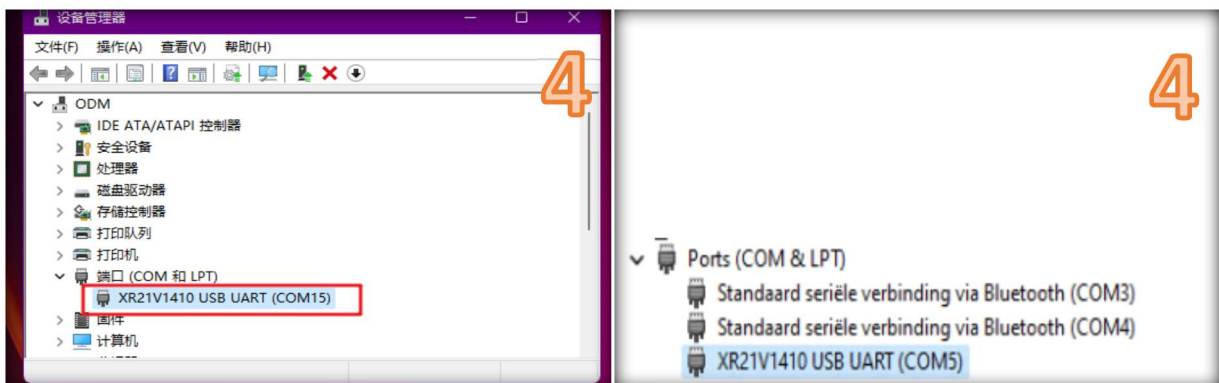 设备管理器
文件(F) 操作(A) 查看(V) 帮助(H)
4
ODM
IDE ATA/ATAPI 控制器
安全设备
处理器
磁盘驱动器
存储控制器
打印队列
打印机
端口 (COM 和 LPT)
XR21V1410 USB UART (COM15)
固件
计算机
4
Ports (COM & LPT)
Standaard seriële verbinding via Bluetooth (COM3)
Standaard seriële verbinding via Bluetooth (COM4)
XR21V1410 USB UART (COM5)